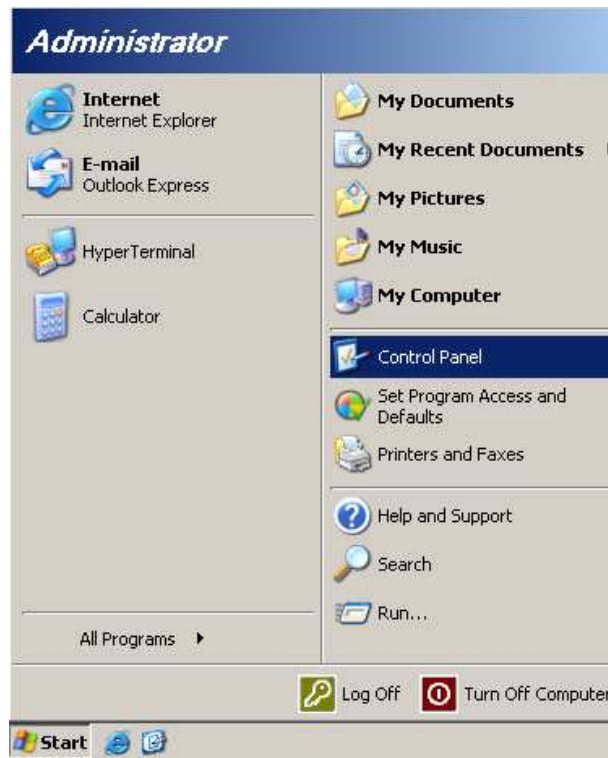 Administrator
Internet
Internet Explorer
E-mail
Outlook Express
HyperTerminal
Calculator
All Programs
My Documents
My Recent Documents
My Pictures
My Music
My Computer
Control Panel
Set Program Access and
Defaults
Printers and Faxes
Help and Support
Search
Run...
Log Off
Turn Off Computer
Start